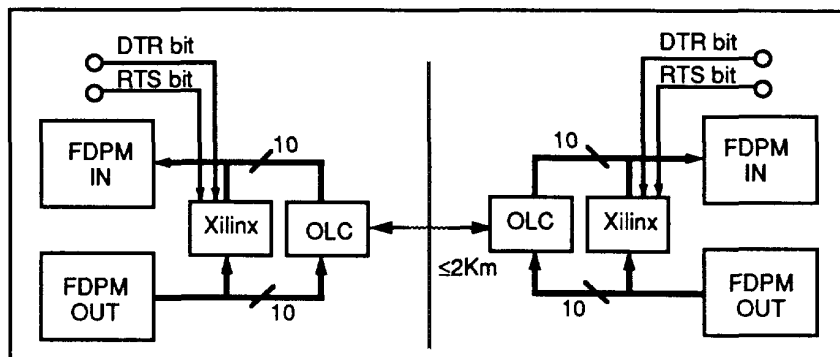 DTR bit
RTS bit
10
FDPM
IN
Xilinx
OLC
FDPM
OUT
10
≤2Km
DTR bit
RTS bit
10
FDPM
IN
OLC
Xilinx
FDPM
OUT
10